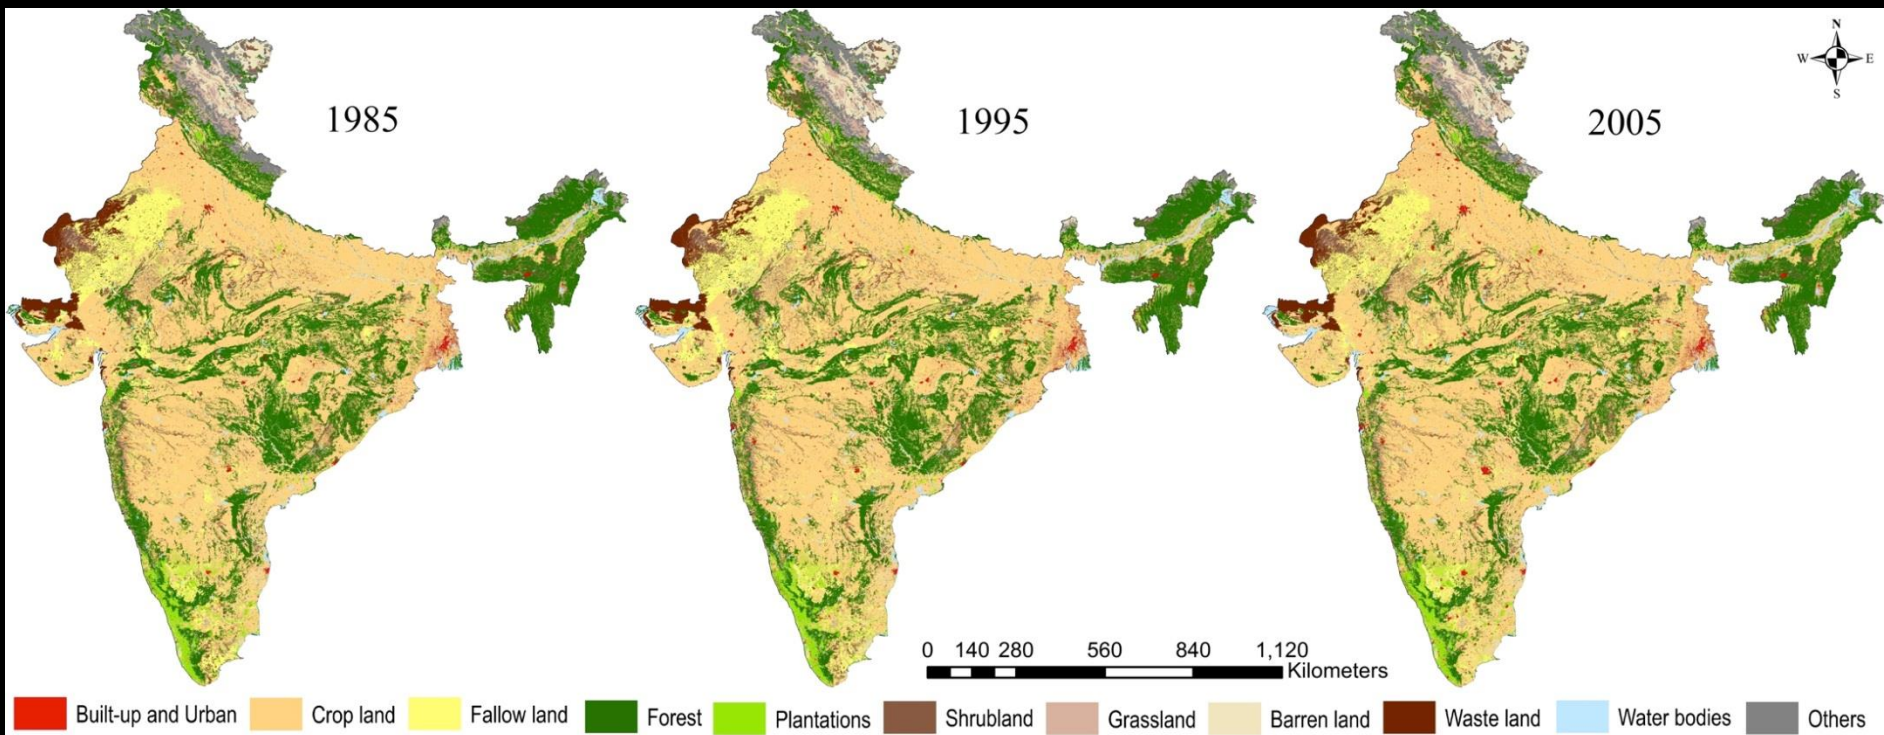 N
W E
S
1985
1995
2005
0 140 280 560 840 1,120
Kilometers
Built-up and Urban
Crop land
Fallow land
Forest
Plantations
Shrubland
Grassland
Barren land
Waste land
Water bodies
Others